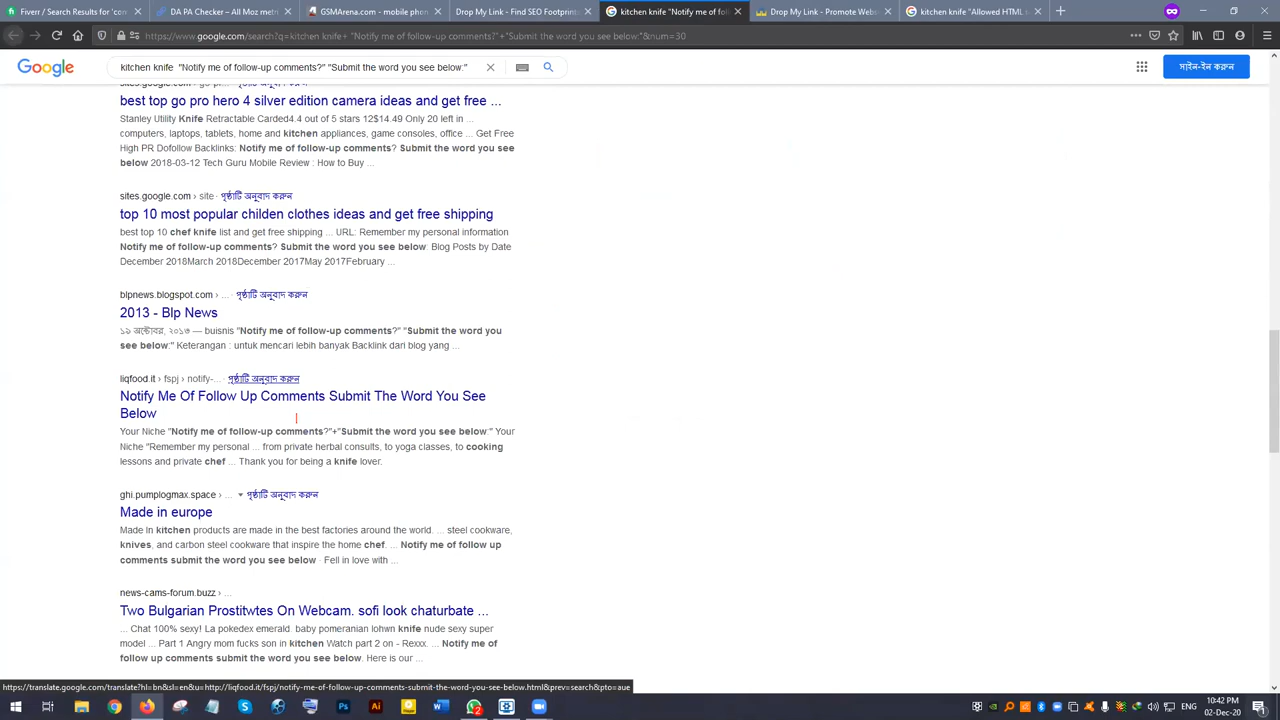 Fiverr / Search Results for 'con
DA PA Checker - All Moz metri
GSMArena.com - mobile phon
Drop My Link - Find SEO Footprints
kitchen knife "Notify me of foll
Drop My Link - Premium Webs
kitchen knife "Allowed HTML
https://www.google.com/search?q=kitchen knife+ "Notify me of follow-up comments?"+"Submit the word you see below:"&num=30
Google
kitchen knife "Notify me of follow-up comments?" "Submit the word you see below:"
সাইন-ইন করুন
best top go pro hero 4 silver edition camera ideas and get free ...
Stanley Utility Knife Retractable Carded4.4 out of 5 stars 12$14.49 Only 20 left in ...
computers, laptops, tablets, home and kitchen appliances, game consoles, office ... Get Free
High PR Dofollow Backlinks: Notify me of follow-up comments? Submit the word you see
below 2018-03-12 Tech Guru Mobile Review : How to Buy ...
sites.google.com › site · পৃষ্ঠাটি অনুবাদ করুন
top 10 most popular childen clothes ideas and get free shipping
best top 10 chef knife list and get free shipping ... URL: Remember my personal information
Notify me of follow-up comments? Submit the word you see below: Blog Posts by Date
December 2018March 2018December 2017May 2017February ...
blpnews.blogspot.com › ... · পৃষ্ঠাটি অনুবাদ করুন
2013 - Blp News
১৯ অক্টোবর, ২০১৩ — buisnis "Notify me of follow-up comments?" "Submit the word you
see below:" Keterangan : untuk mencari lebih banyak Backlink dari blog yang ...
liqfood.it › fspj › notify-... · পৃষ্ঠাটি অনুবাদ করুন
Notify Me Of Follow Up Comments Submit The Word You See
Below
Your Niche "Notify me of follow-up comments?"+"Submit the word you see below:" Your
Niche "Remember my personal ... from private herbal consults, to yoga classes, to cooking
lessons and private chef ... Thank you for being a knife lover.
ghi.pumplogmax.space › ... ▾ পৃষ্ঠাটি অনুবাদ করুন
Made in europe
Made In kitchen products are made in the best factories around the world. ... steel cookware,
knives, and carbon steel cookware that inspire the home chef. ... Notify me of follow up
comments submit the word you see below · Fell in love with ...
news-cams-forum.buzz › ...
Two Bulgarian Prostitwtes On Webcam. sofi look chaturbate ...
... Chat 100% sexy! La pokedex emerald. baby pomeranian lohwn knife nude sexy super
model ... Part 1 Angry mom fucks son in kitchen Watch part 2 on - Rexxx. ... Notify me of
follow up comments submit the word you see below. Here is our ...
https://translate.google.com/translate?hl=bn&sl=en&u=http://liqfood.it/fspj/notify-me-of-follow-up-comments-submit-the-word-you-see-below.html&prev=search&pto=aue
ENG
10:42 PM
02-Dec-20